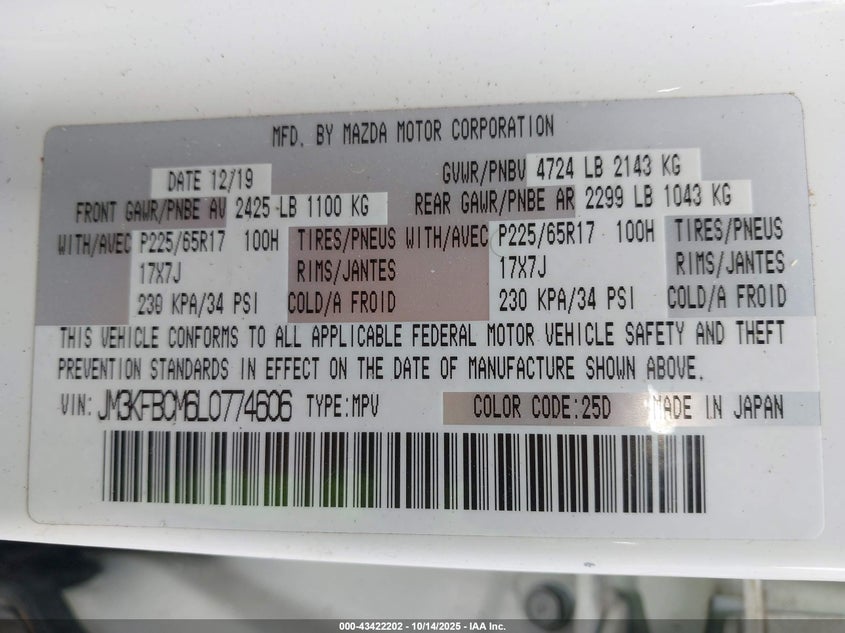 MFD. BY MAZDA MOTOR CORPORATION
DATE 12/19 GVWR/PNBV 4724 LB 2143 KG
FRONT GAWR/PNBE AV 2425 LB 1100 KG REAR GAWR/PNBE AR 2299 LB 1043 KG
WITH/AVEC P225/65R17 100H TIRES/PNEUS WITH/AVEC P225/65R17 100H TIRES/PNEUS
17X7J RIMS/JANTES 17X7J RIMS/JANTES
230 KPA/34 PSI COLD/A FROID 230 KPA/34 PSI COLD/A FROID
THIS VEHICLE CONFORMS TO ALL APPLICABLE FEDERAL MOTOR VEHICLE SAFETY AND THEFT
PREVENTION STANDARDS IN EFFECT ON THE DATE OF MANUFACTURE SHOWN ABOVE.
VIN: JM3KFBCM6L0774606 TYPE:MPV COLOR CODE:25D MADE IN JAPAN
000-43422202 - 10/14/2025 - IAA Inc.